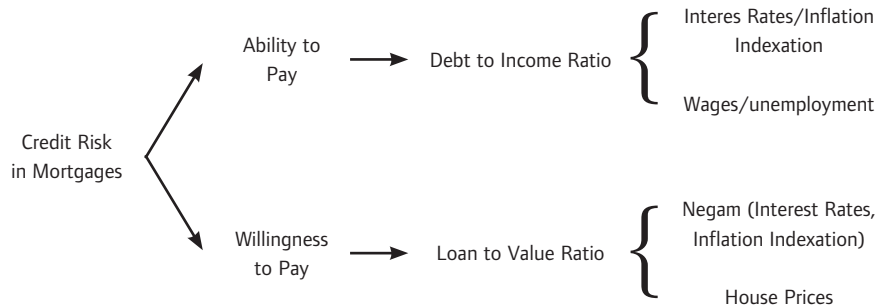 Interes Rates/Inflation
Indexation
Ability to
Pay
Debt to Income Ratio
Wages/unemployment
Credit Risk
in Mortgages
Negam (Interest Rates,
Inflation Indexation)
Willingness
to Pay
Loan to Value Ratio
House Prices